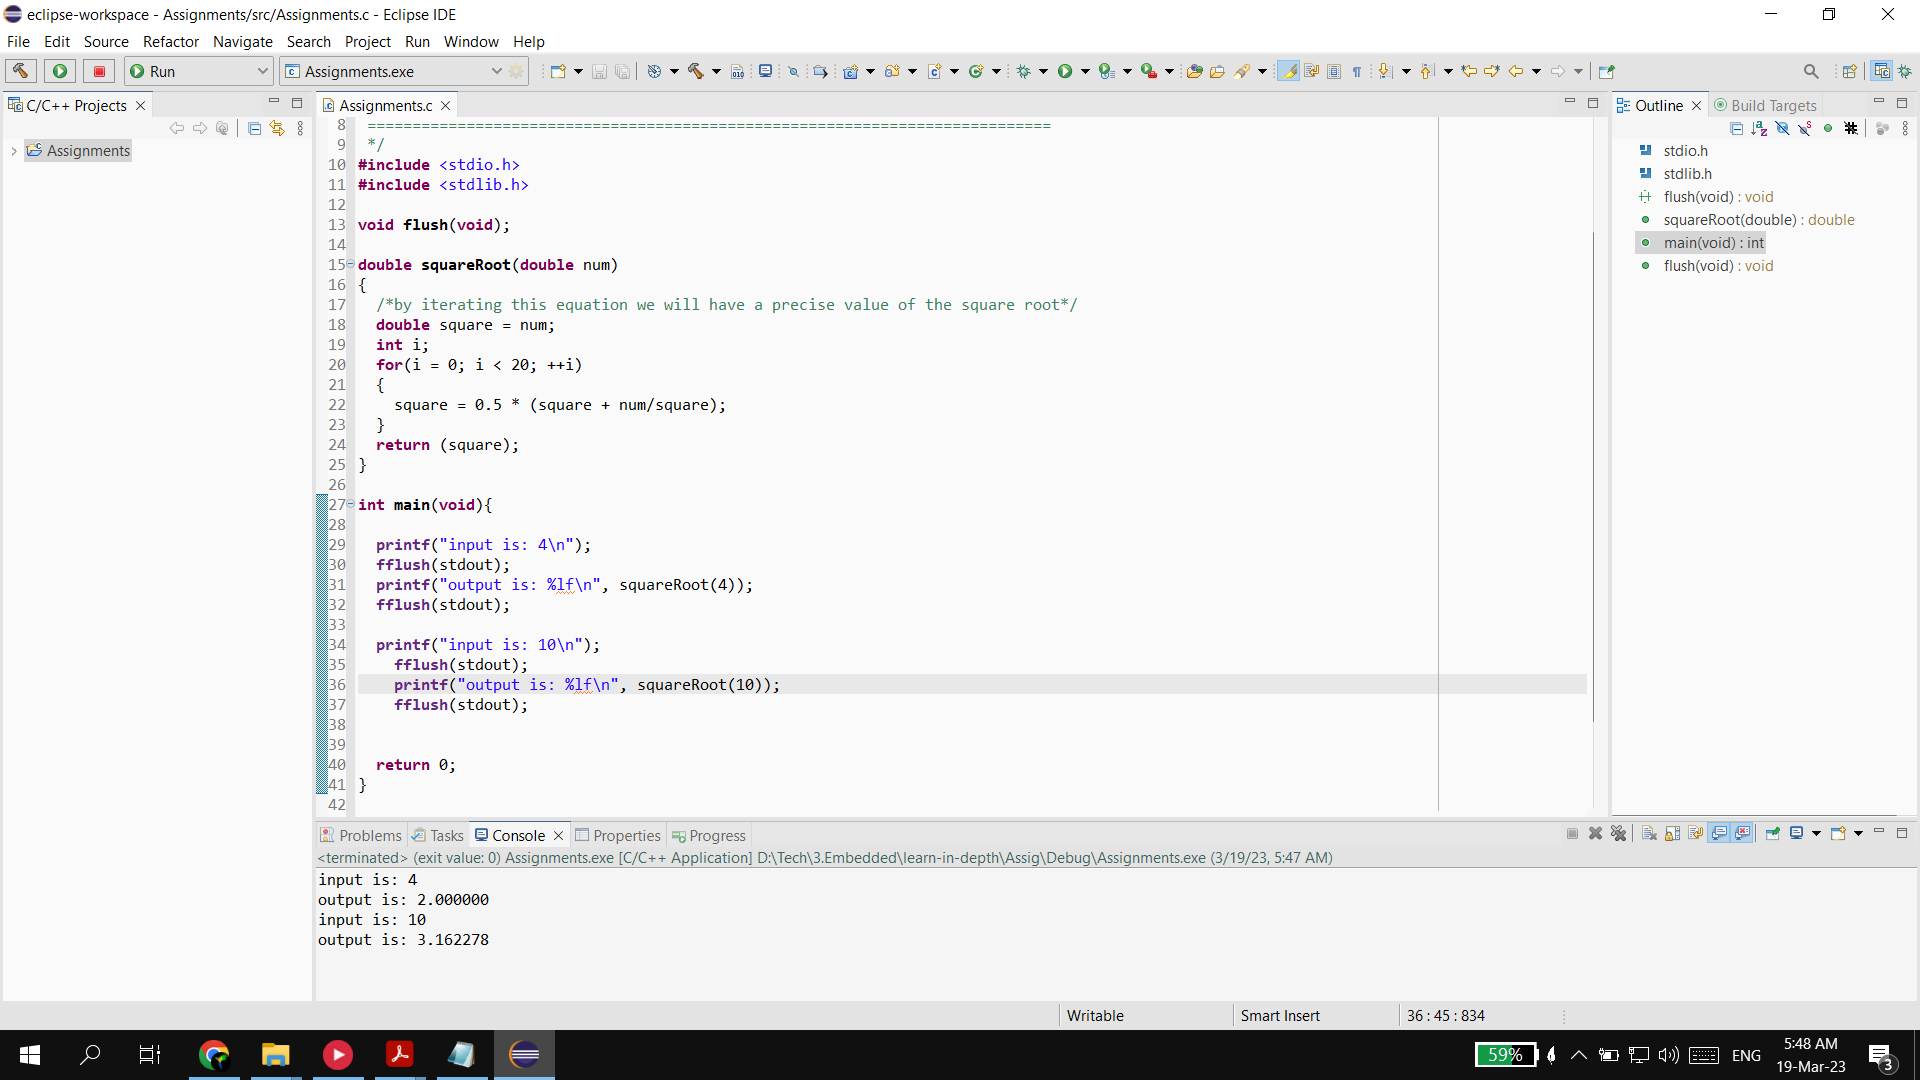 eclipse-workspace - Assignments/src/Assignments.c - Eclipse IDE
File Edit Source Refactor Navigate Search Project Run Window Help
Run Assignments.exe
C/C++ Projects
Assignments
Assignments.c
8 ============================================================================
9 */
10 #include <stdio.h>
11 #include <stdlib.h>
12
13 void flush(void);
14
15 double squareRoot(double num)
16 {
17 /*by iterating this equation we will have a precise value of the square root*/
18 double square = num;
19 int i;
20 for(i = 0; i < 20; ++i)
21 {
22 square = 0.5 * (square + num/square);
23 }
24 return (square);
25 }
26
27 int main(void){
28
29 printf("input is: 4\n");
30 fflush(stdout);
31 printf("output is: %lf\n", squareRoot(4));
32 fflush(stdout);
33
34 printf("input is: 10\n");
35 fflush(stdout);
36 printf("output is: %lf\n", squareRoot(10));
37 fflush(stdout);
38
39
40 return 0;
41 }
42
Outline Build Targets
stdio.h
stdlib.h
flush(void) : void
squareRoot(double) : double
main(void) : int
flush(void) : void
Problems Tasks Console Properties Progress
<terminated> (exit value: 0) Assignments.exe [C/C++ Application] D:\Tech\3.Embedded\learn-in-depth\Assig\Debug\Assignments.exe (3/19/23, 5:47 AM)
input is: 4
output is: 2.000000
input is: 10
output is: 3.162278
Writable Smart Insert 36 : 45 : 834
59% ENG 5:48 AM
19-Mar-23 3